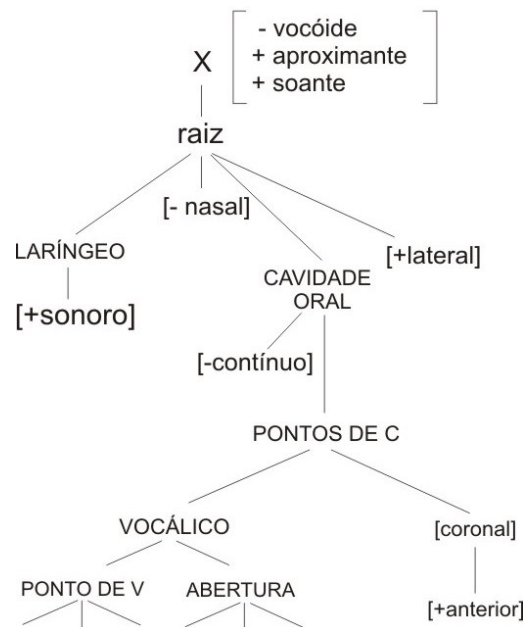 - vocóide
+ aproximante
+ soante
X
raiz
[- nasal]
LARÍNGEO
[+lateral]
CAVIDADE
ORAL
[+sonoro]
[-contínuo]
PONTOS DE C
VOCÁLICO
[coronal]
PONTO DE V
ABERTURA
[+anterior]